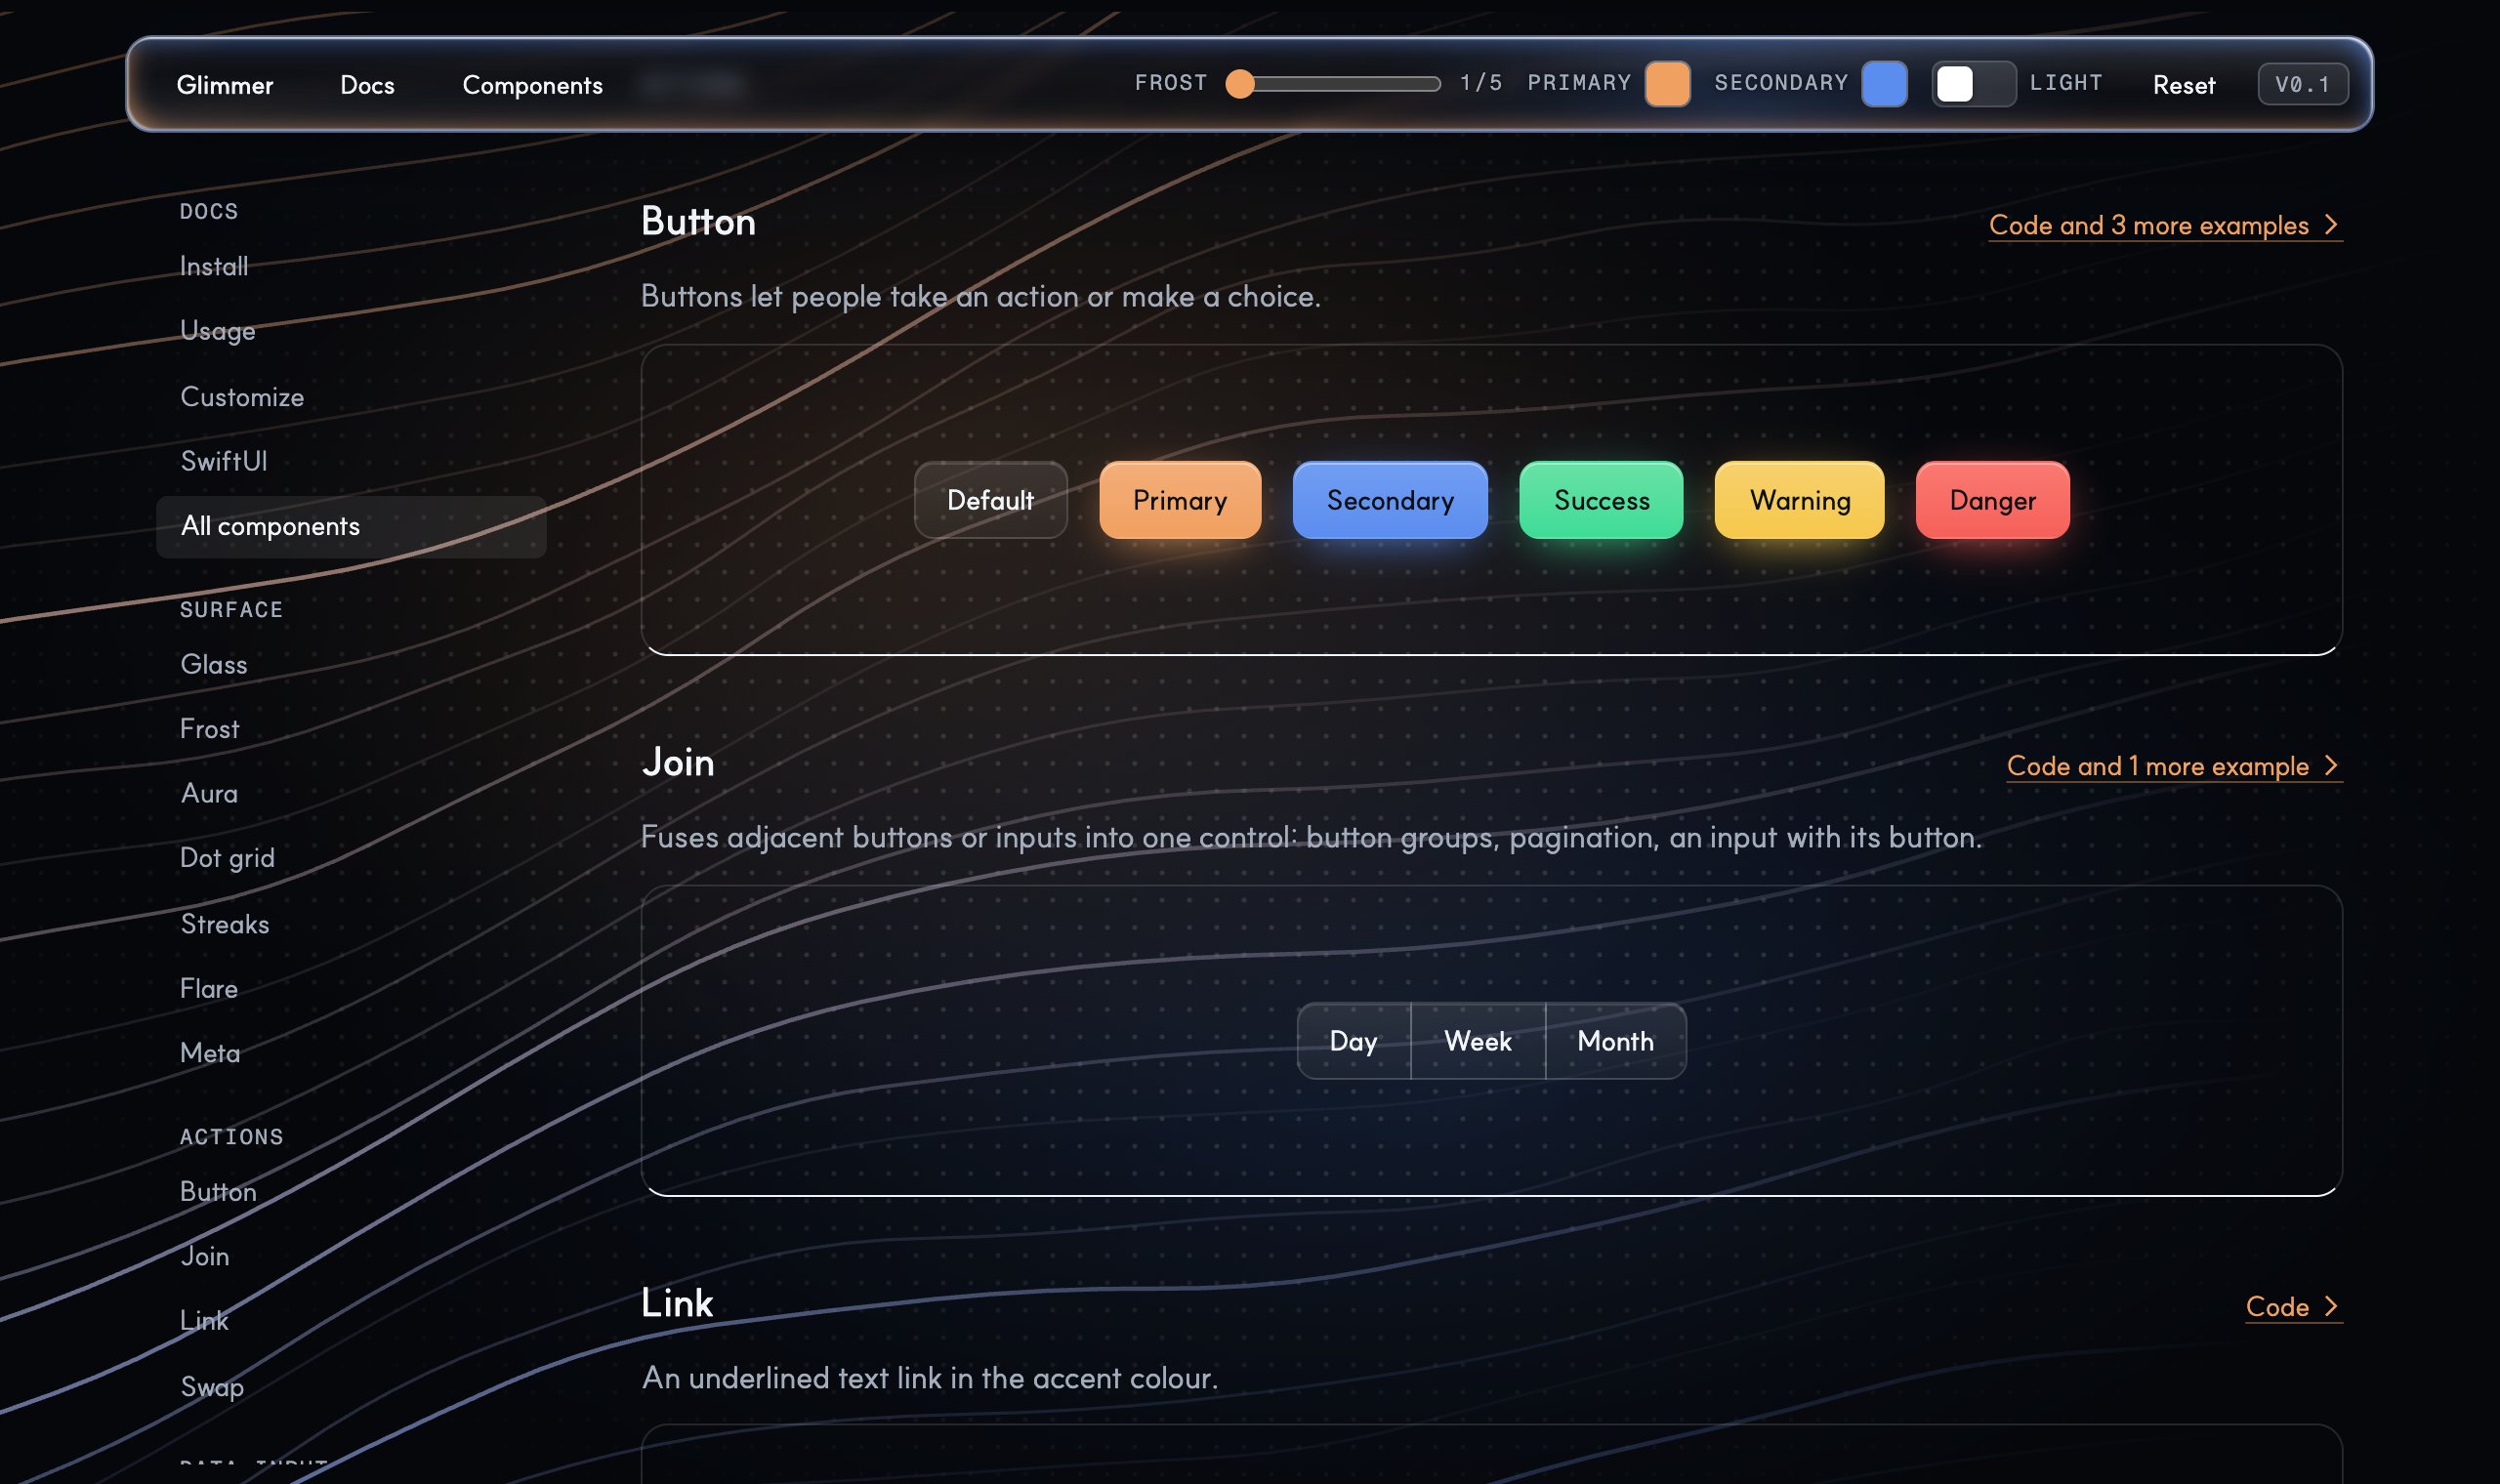 Glimmer Docs Components FROST 1/5 PRIMARY SECONDARY LIGHT Reset V0.1
DOCS
Install
Usage
Customize
SwiftUI
All components
SURFACE
Glass
Frost
Aura
Dot grid
Streaks
Flare
Meta
ACTIONS
Button
Join
Link
Swap
DATA INPUT
Button
Code and 3 more examples
Buttons let people take an action or make a choice.
Default Primary Secondary Success Warning Danger
Join
Code and 1 more example
Fuses adjacent buttons or inputs into one control: button groups, pagination, an input with its button.
Day Week Month
Link
Code
An underlined text link in the accent colour.